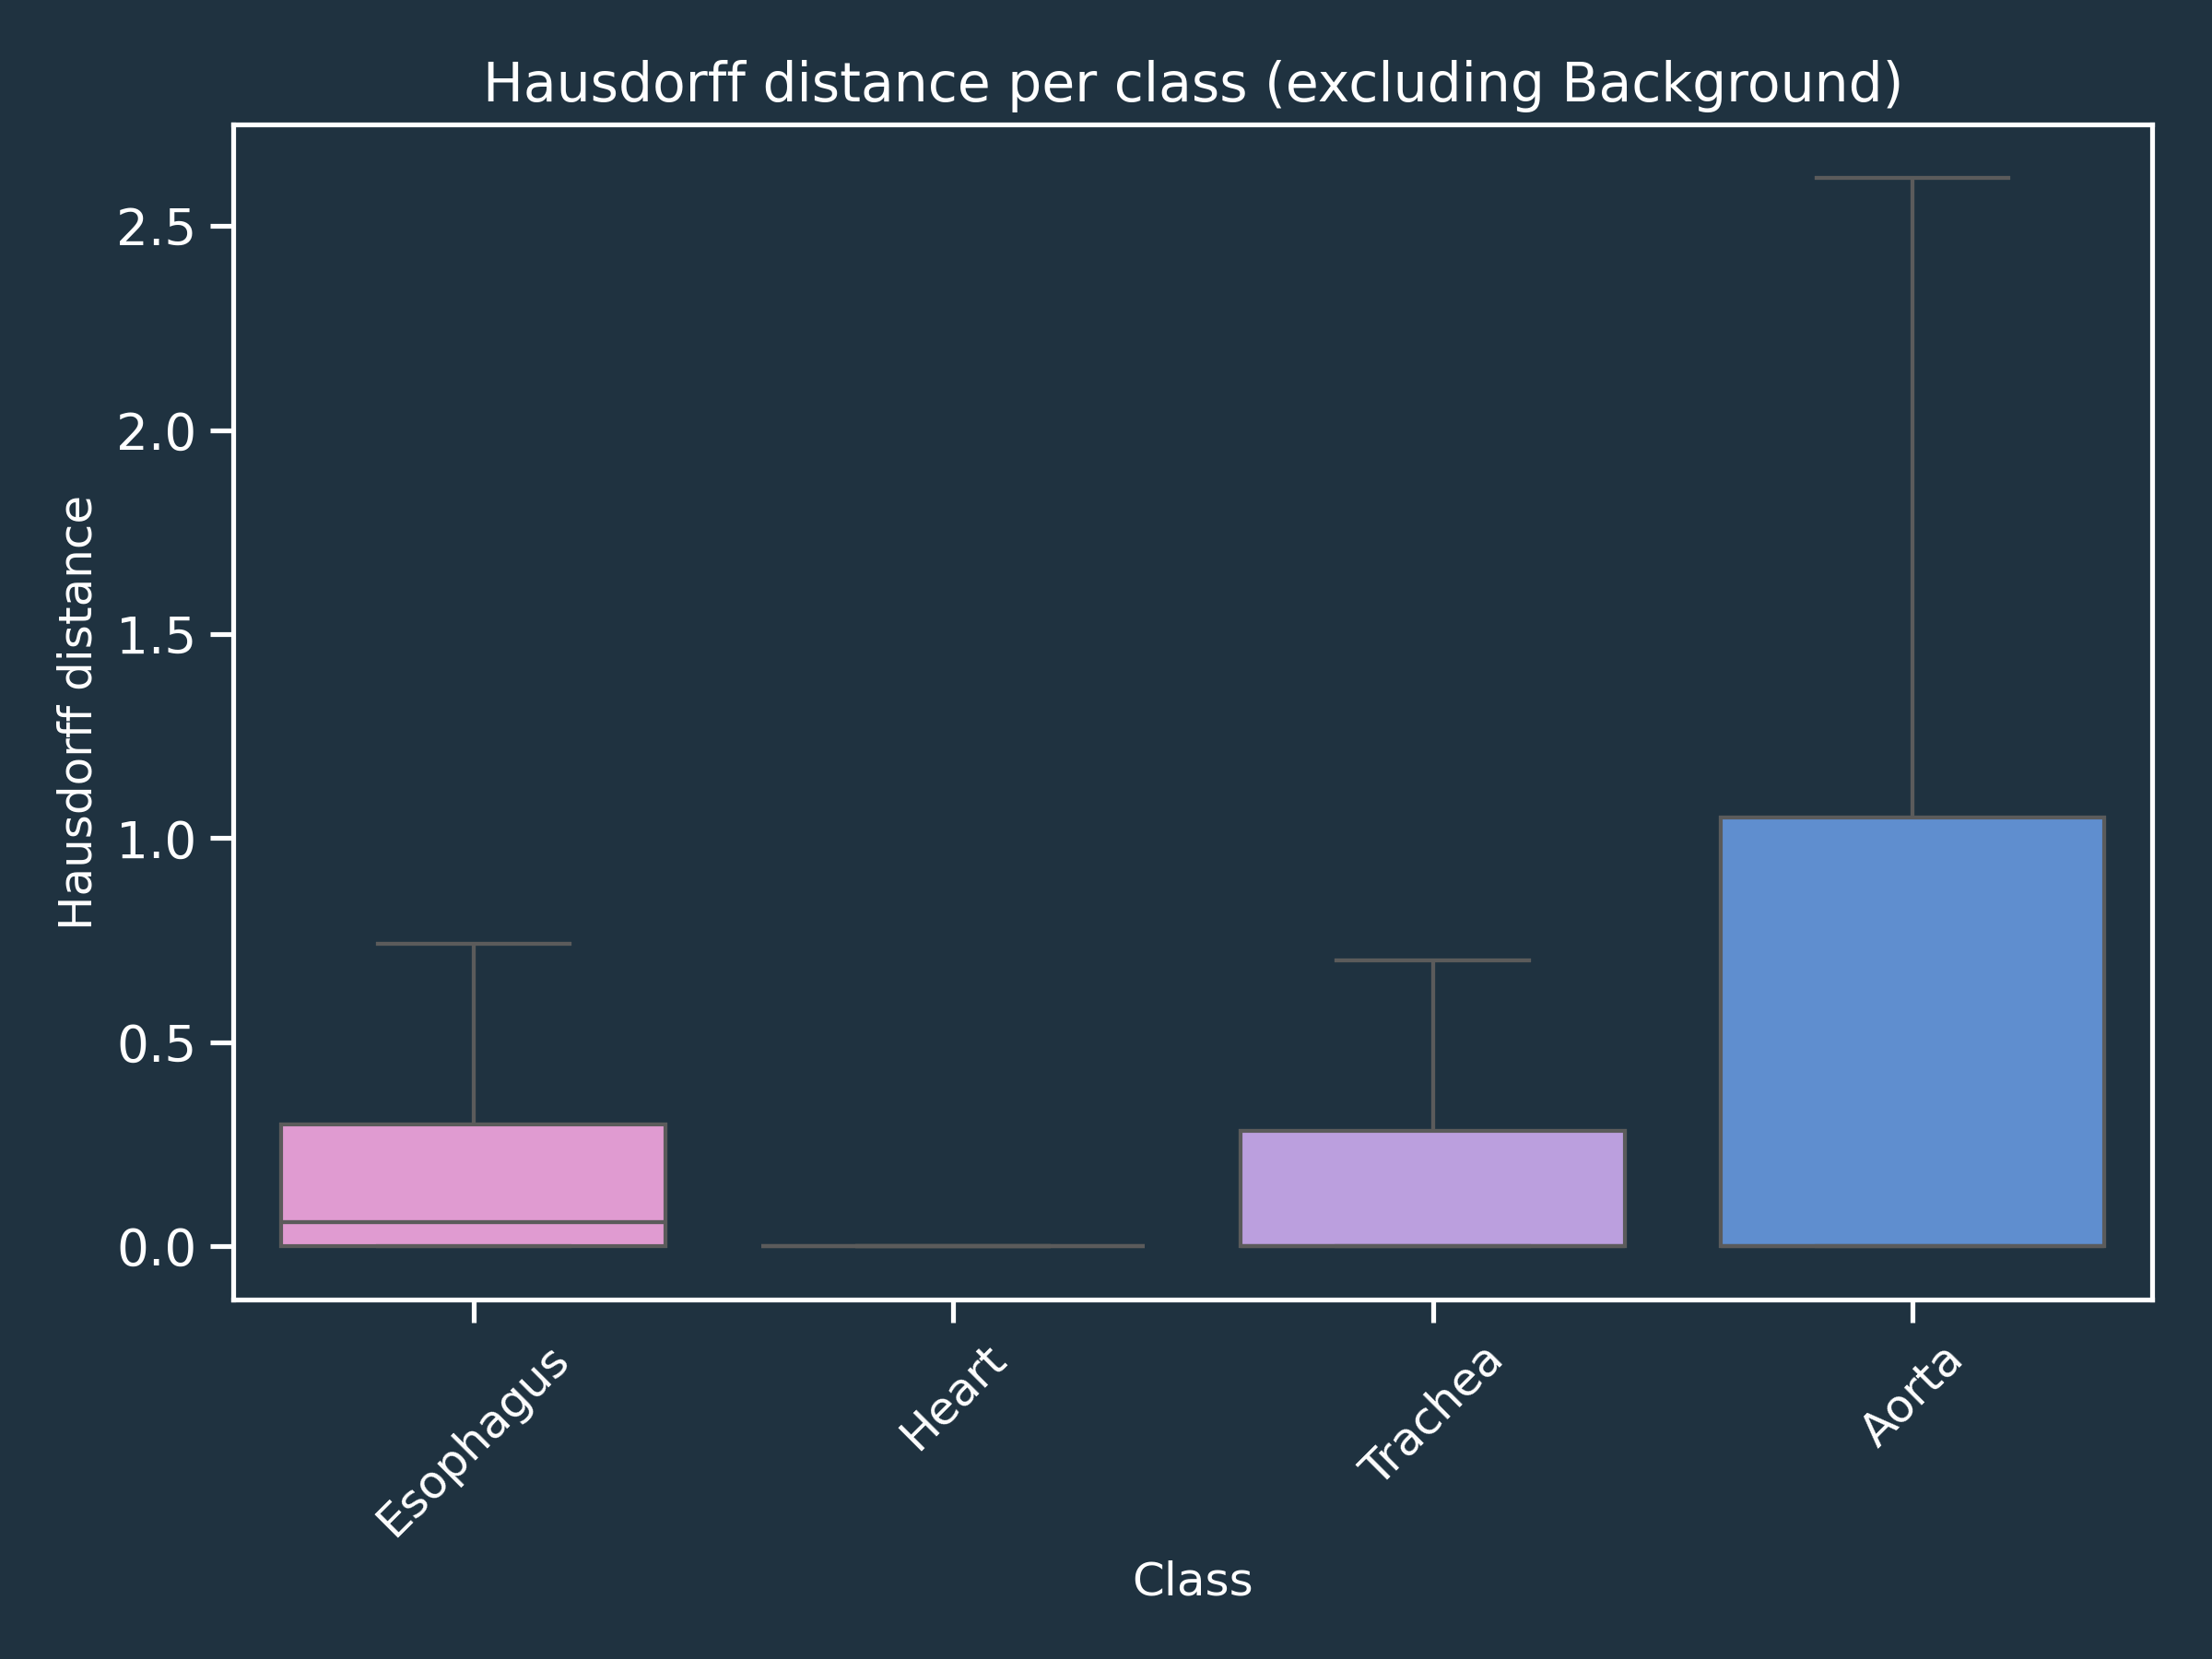 Hausdorff distance per class (excluding Background)
Hausdorff distance
2.5
2.0
1.5
1.0
0.5
0.0
Esophagus
Heart
Trachea
Aorta
Class